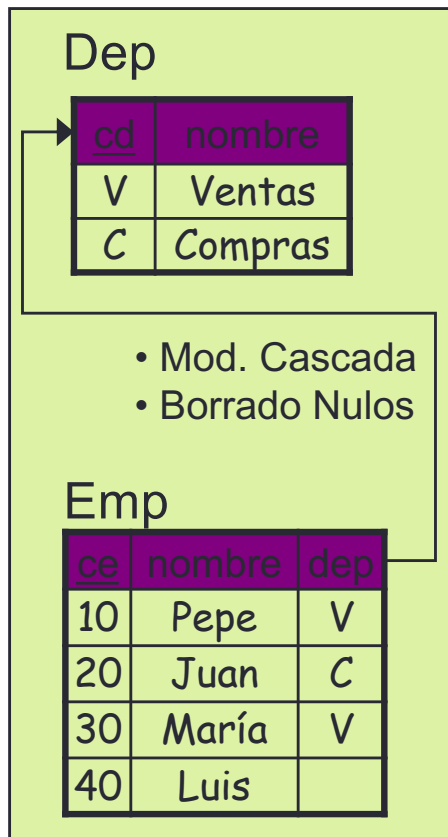 Dep
cd nombre
V Ventas
C Compras
• Mod. Cascada
• Borrado Nulos
Emp
ce nombre dep
10 Pepe V
20 Juan C
30 María V
40 Luis